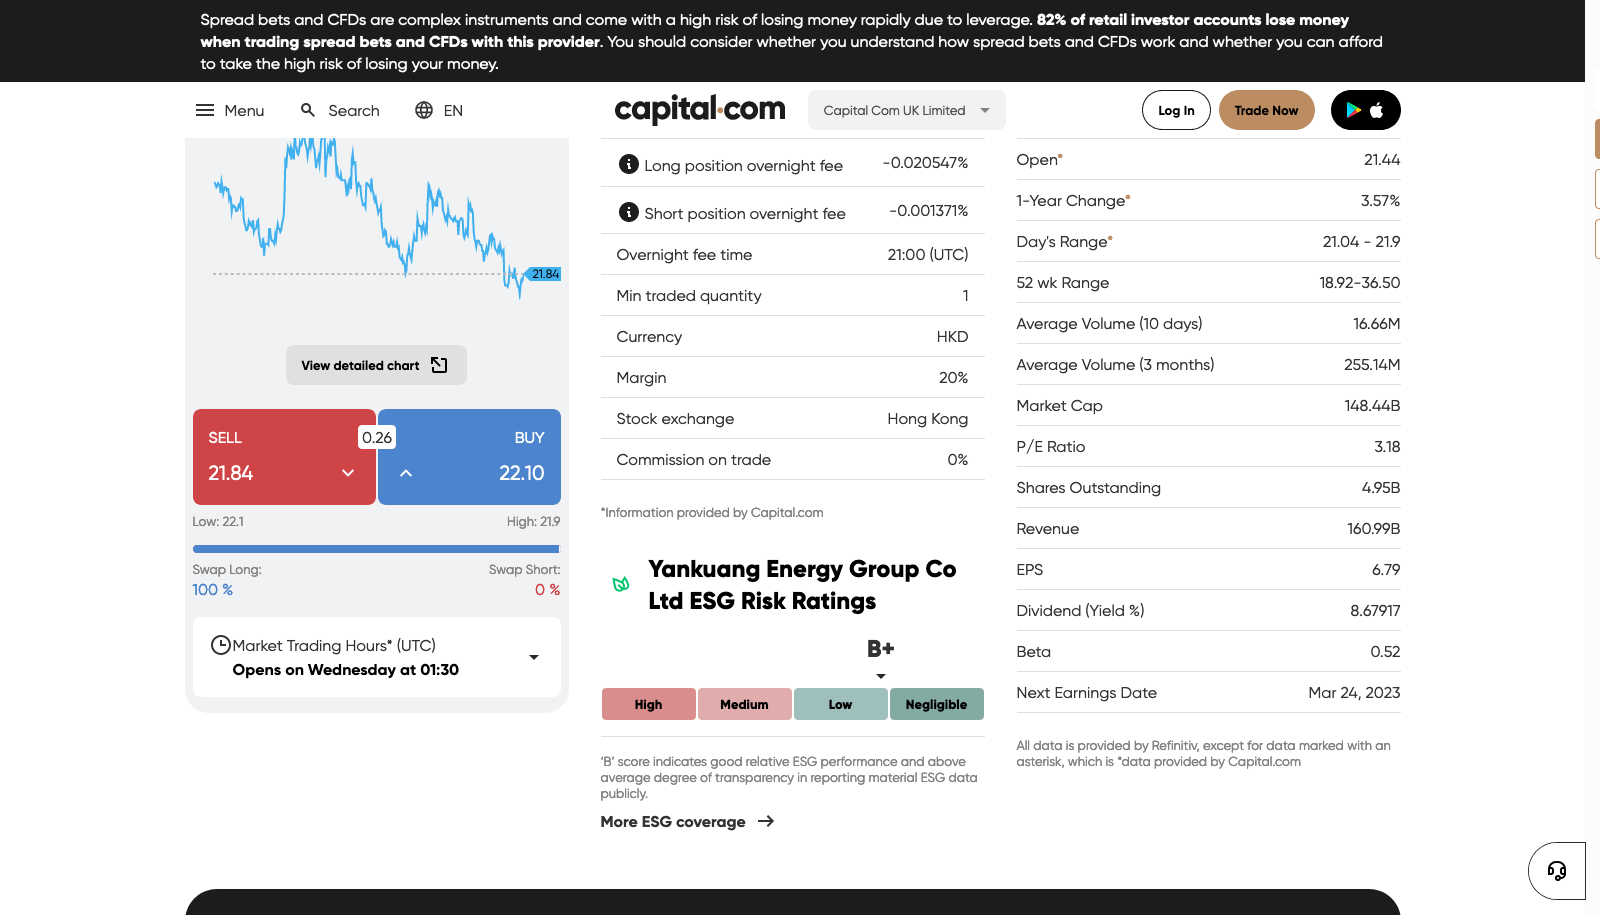 Spread bets and CFDs are complex instruments and come with a high risk of losing money rapidly due to leverage. 82% of retail investor accounts lose money
when trading spread bets and CFDs with this provider. You should consider whether you understand how spread bets and CFDs work and whether you can afford
to take the high risk of losing your money.
Menu
Search
EN
capital.com
Capital Com UK Limited
Log In
Trade Now
21.84
View detailed chart
SELL
21.84
0.26
BUY
22.10
Low: 22.1
High: 21.9
Swap Long:
Swap Short:
100 %
0 %
Market Trading Hours* (UTC)
Opens on Wednesday at 01:30
Long position overnight fee -0.020547%
Short position overnight fee -0.001371%
Overnight fee time 21:00 (UTC)
Min traded quantity 1
Currency HKD
Margin 20%
Stock exchange Hong Kong
Commission on trade 0%
*Information provided by Capital.com
Yankuang Energy Group Co
Ltd ESG Risk Ratings
B+
High Medium Low Negligible
'B' score indicates good relative ESG performance and above
average degree of transparency in reporting material ESG data
publicly.
More ESG coverage
Open* 21.44
1-Year Change* 3.57%
Day's Range* 21.04 - 21.9
52 wk Range 18.92-36.50
Average Volume (10 days) 16.66M
Average Volume (3 months) 255.14M
Market Cap 148.44B
P/E Ratio 3.18
Shares Outstanding 4.95B
Revenue 160.99B
EPS 6.79
Dividend (Yield %) 8.67917
Beta 0.52
Next Earnings Date Mar 24, 2023
All data is provided by Refinitiv, except for data marked with an
asterisk, which is *data provided by Capital.com